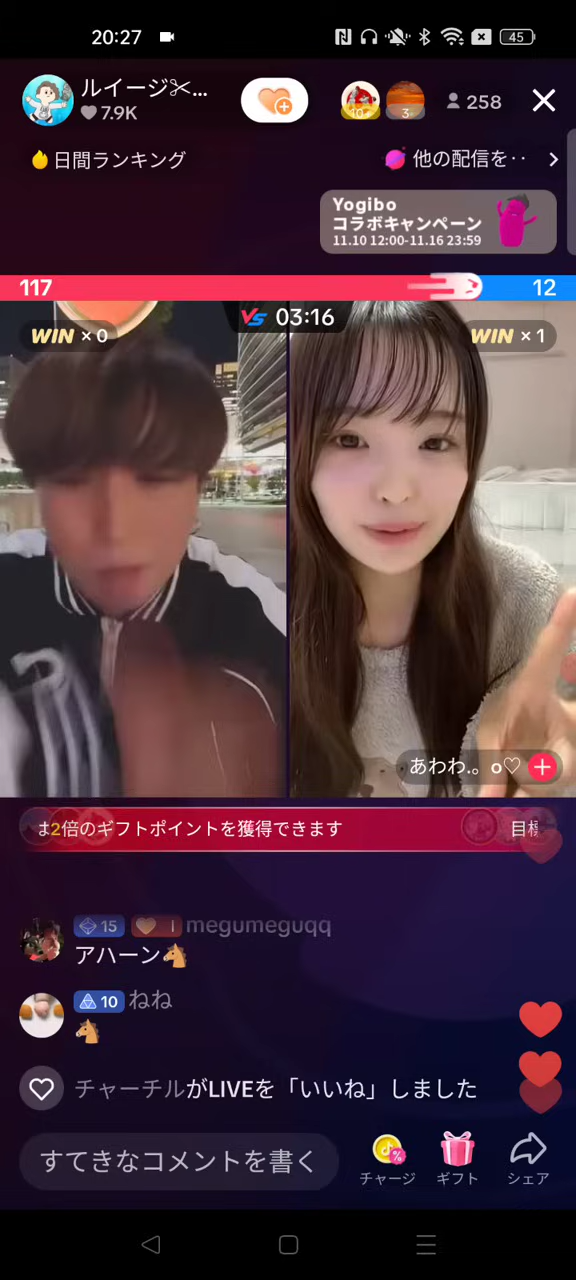 20:27
45
ルイージ✂...
7.9K
10
3
258
日間ランキング
他の配信を‥
Yogibo
コラボキャンペーン
11.10 12:00-11.16 23:59
117
12
WIN × 0
VS 03:16
WIN × 1
あわわ.。o♡
2倍のギフトポイントを獲得できます
目標
15 I megumeguqq
アハーン🐴
10 ねね
🐴
チャーチルがLIVEを「いいね」しました
すてきなコメントを書く
チャージ
ギフト
シェア